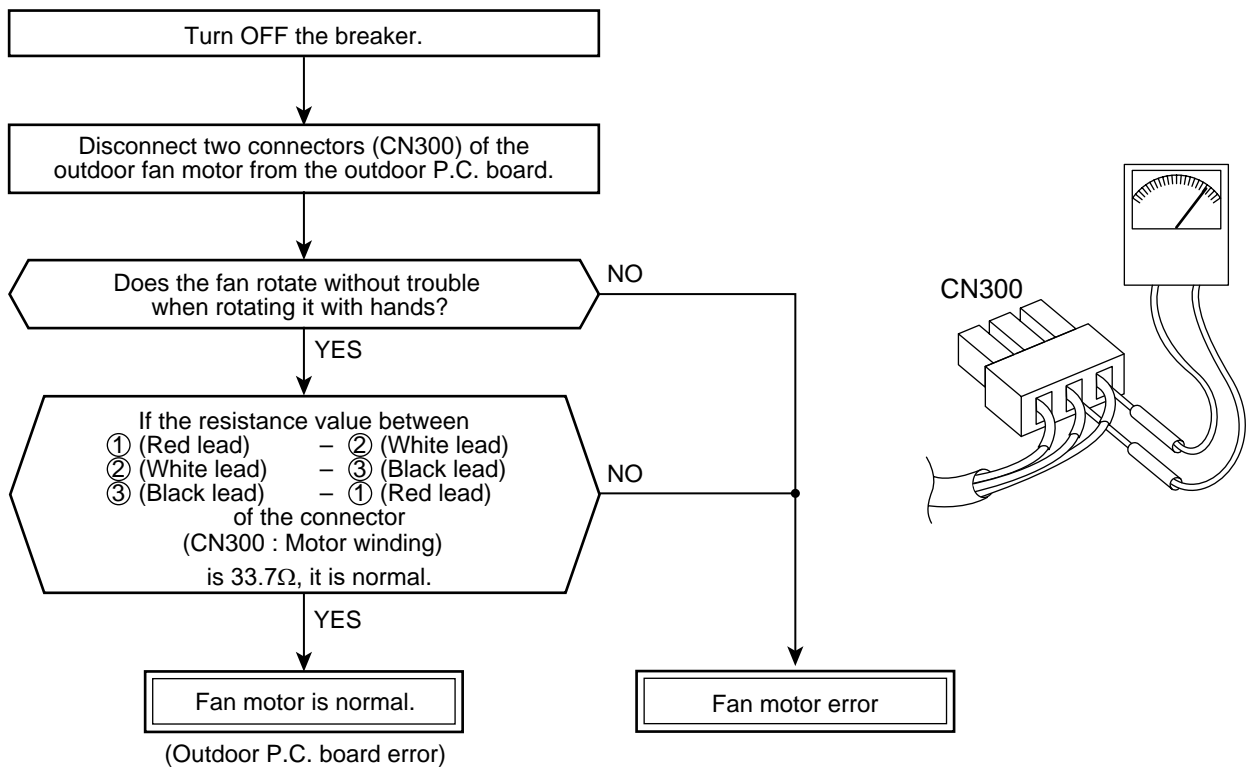 Turn OFF the breaker.
Disconnect two connectors (CN300) of the
outdoor fan motor from the outdoor P.C. board.
Does the fan rotate without trouble
when rotating it with hands?
NO
YES
If the resistance value between
① (Red lead) – ② (White lead)
② (White lead) – ③ (Black lead)
③ (Black lead) – ① (Red lead)
of the connector
(CN300 : Motor winding)
is 33.7Ω, it is normal.
NO
YES
Fan motor is normal.
(Outdoor P.C. board error)
Fan motor error
CN300